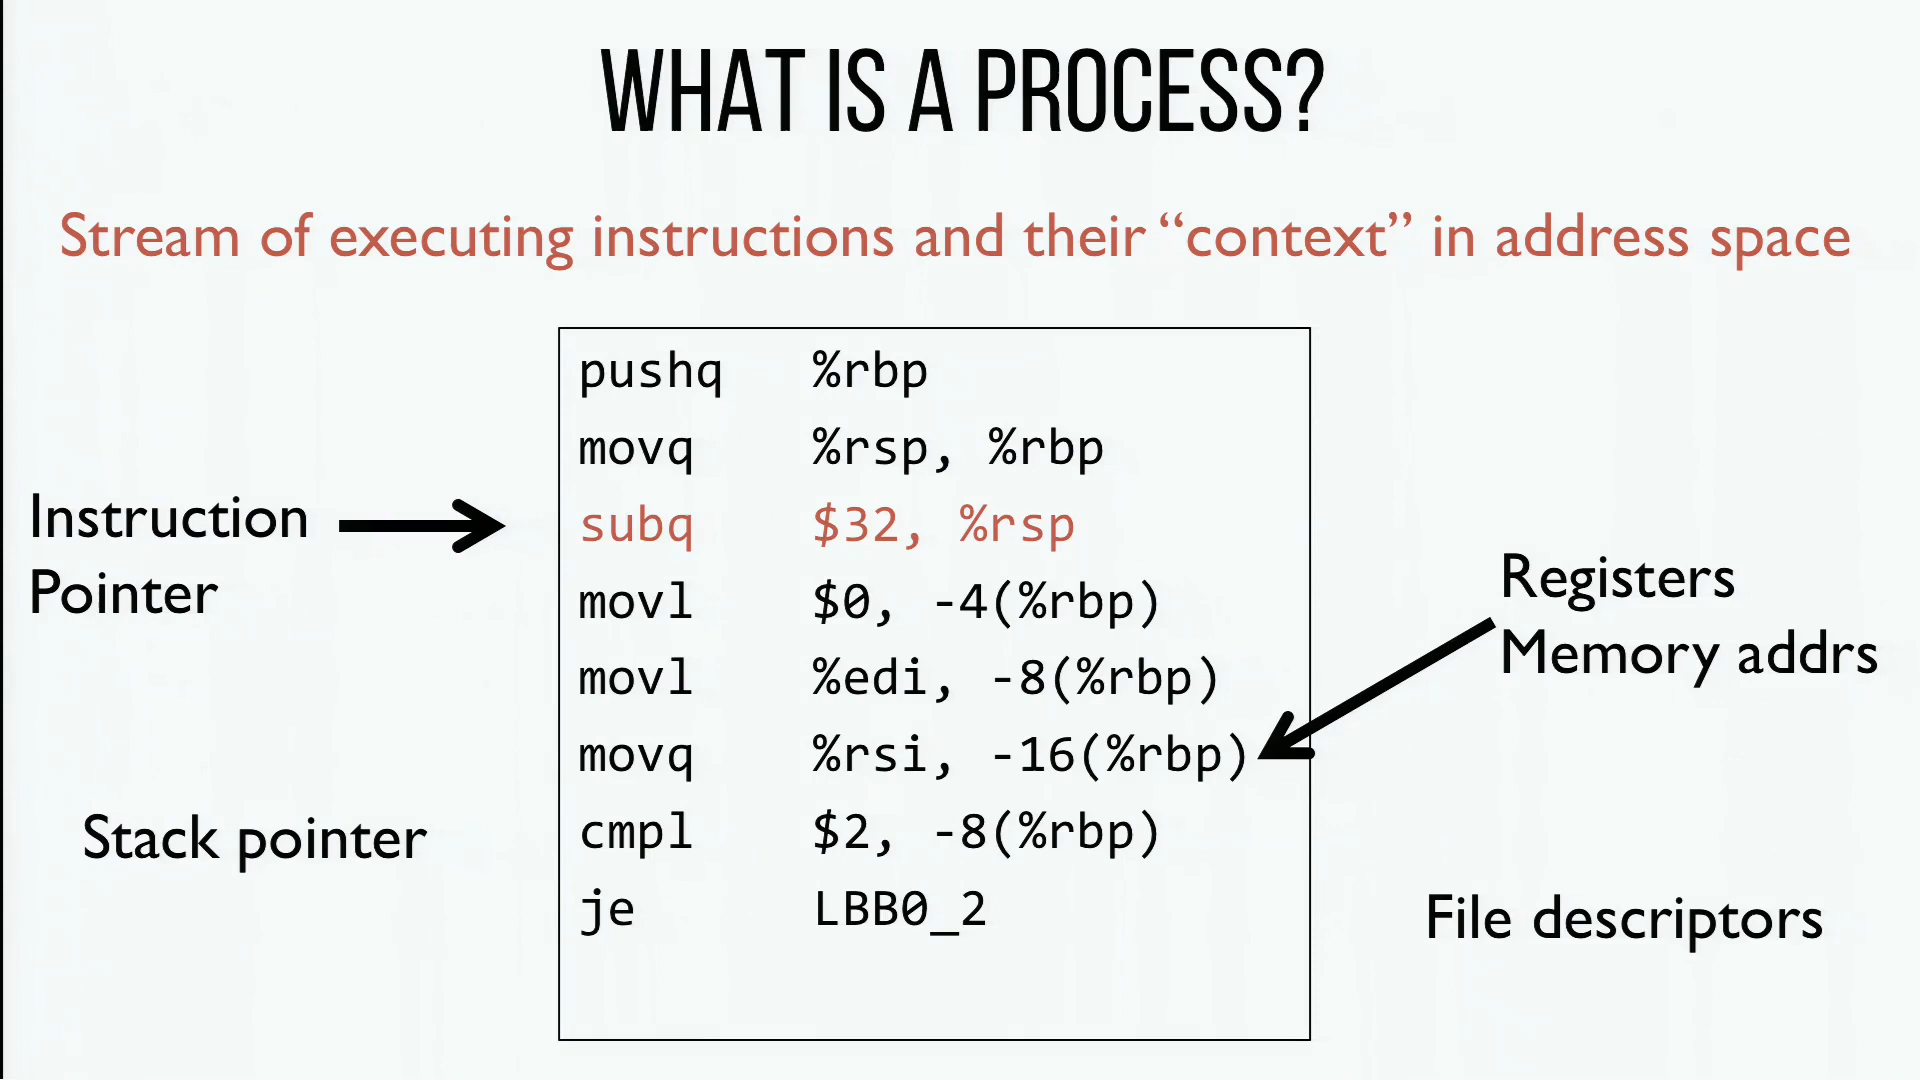 WHAT IS A PROCESS?
Stream of executing instructions and their “context” in address space
Instruction
Pointer
Stack pointer
pushq %rbp
movq %rsp, %rbp
subq $32, %rsp
movl $0, -4(%rbp)
movl %edi, -8(%rbp)
movq %rsi, -16(%rbp)
cmpl $2, -8(%rbp)
je LBB0_2
Registers
Memory addrs
File descriptors